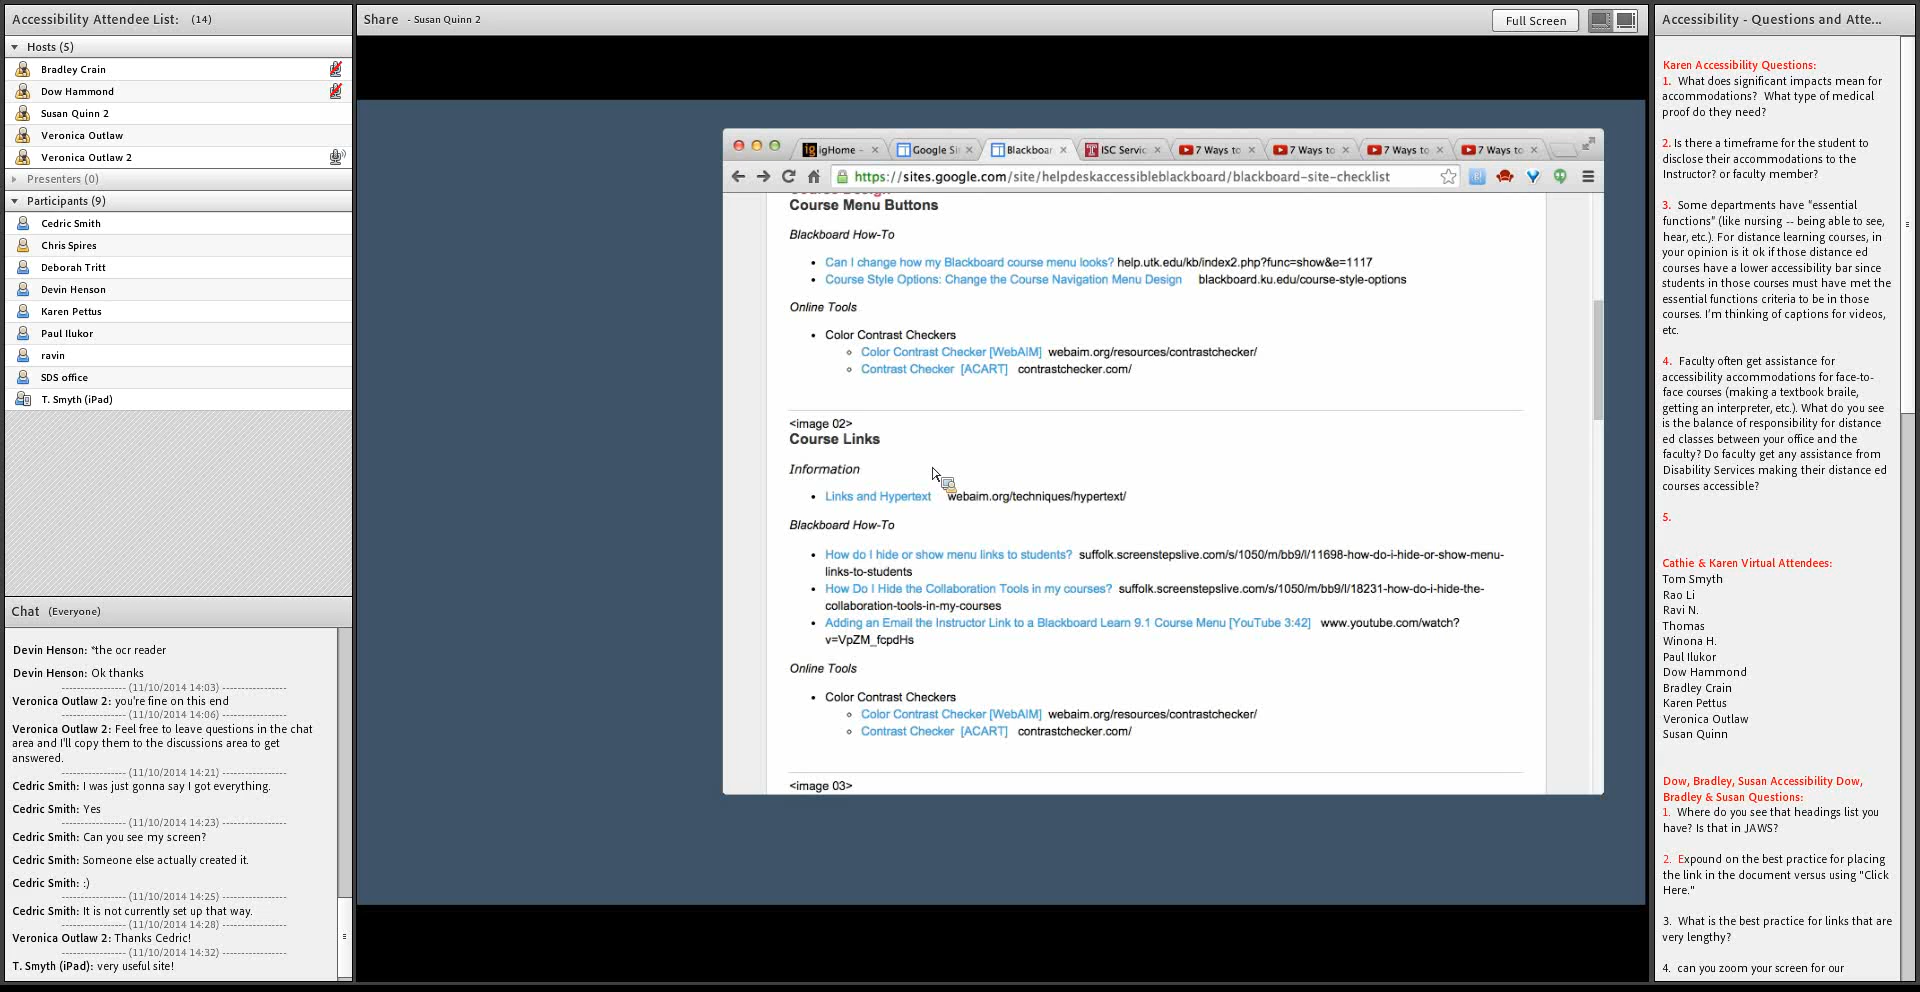 Accessibility Attendee List: (14)
Hosts (5)
Bradley Crain
Dow Hammond
Susan Quinn 2
Veronica Outlaw
Veronica Outlaw 2
Presenters (0)
Participants (9)
Cedric Smith
Chris Spires
Deborah Tritt
Devin Henson
Karen Pettus
Paul Ilukor
ravin
SDS office
T. Smyth (iPad)
Chat (Everyone)
Devin Henson: *the ocr reader
Devin Henson: Ok thanks
------------------ (11/10/2014 14:03) ------------------
Veronica Outlaw 2: you're fine on this end
------------------ (11/10/2014 14:06) ------------------
Veronica Outlaw 2: Feel free to leave questions in the chat
area and I'll copy them to the discussions area to get
answered.
------------------ (11/10/2014 14:21) ------------------
Cedric Smith: I was just gonna say I got everything.
Cedric Smith: Yes
------------------ (11/10/2014 14:23) ------------------
Cedric Smith: Can you see my screen?
Cedric Smith: Someone else actually created it.
Cedric Smith: :)
------------------ (11/10/2014 14:25) ------------------
Cedric Smith: It is not currently set up that way.
------------------ (11/10/2014 14:28) ------------------
Veronica Outlaw 2: Thanks Cedric!
------------------ (11/10/2014 14:32) ------------------
T. Smyth (iPad): very useful site!
Share - Susan Quinn 2
Full Screen
igHome - Google Si Blackboar ISC Servic 7 Ways to 7 Ways to 7 Ways to 7 Ways to
https://sites.google.com/site/helpdeskaccessibleblackboard/blackboard-site-checklist
Course Design
Course Menu Buttons
Blackboard How-To
Can I change how my Blackboard course menu looks? help.utk.edu/kb/index2.php?func=show&e=1117
Course Style Options: Change the Course Navigation Menu Design blackboard.ku.edu/course-style-options
Online Tools
Color Contrast Checkers
Color Contrast Checker [WebAIM] webaim.org/resources/contrastchecker/
Contrast Checker [ACART] contrastchecker.com/
<image 02>
Course Links
Information
Links and Hypertext webaim.org/techniques/hypertext/
Blackboard How-To
How do I hide or show menu links to students? suffolk.screenstepslive.com/s/1050/m/bb9/l/11698-how-do-i-hide-or-show-menu-
links-to-students
How Do I Hide the Collaboration Tools in my courses? suffolk.screenstepslive.com/s/1050/m/bb9/l/18231-how-do-i-hide-the-
collaboration-tools-in-my-courses
Adding an Email the Instructor Link to a Blackboard Learn 9.1 Course Menu [YouTube 3:42] www.youtube.com/watch?
v=VpZM_fcpdHs
Online Tools
Color Contrast Checkers
Color Contrast Checker [WebAIM] webaim.org/resources/contrastchecker/
Contrast Checker [ACART] contrastchecker.com/
<image 03>
Accessibility - Questions and Atte...
Karen Accessibility Questions:
1. What does significant impacts mean for
accommodations? What type of medical
proof do they need?
2. Is there a timeframe for the student to
disclose their accommodations to the
Instructor? or faculty member?
3. Some departments have "essential
functions" (like nursing -- being able to see,
hear, etc.). For distance learning courses, in
your opinion is it ok if those distance ed
courses have a lower accessibility bar since
students in those courses must have met the
essential functions criteria to be in those
courses. I'm thinking of captions for videos,
etc.
4. Faculty often get assistance for
accessibility accommodations for face-to-
face courses (making a textbook braile,
getting an interpreter, etc.). What do you see
is the balance of responsibility for distance
ed classes between your office and the
faculty? Do faculty get any assistance from
Disability Services making their distance ed
courses accessible?
5.
Cathie & Karen Virtual Attendees:
Tom Smyth
Rao Li
Ravi N.
Thomas
Winona H.
Paul Ilukor
Dow Hammond
Bradley Crain
Karen Pettus
Veronica Outlaw
Susan Quinn
Dow, Bradley, Susan Accessibility Dow,
Bradley & Susan Questions:
1. Where do you see that headings list you
have? Is that in JAWS?
2. Expound on the best practice for placing
the link in the document versus using "Click
Here."
3. What is the best practice for links that are
very lengthy?
4. can you zoom your screen for our